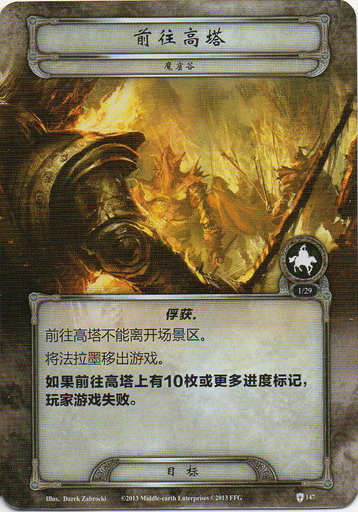 前往高塔
魔窟谷
1/29
俘获.
前往高塔不能离开场景区。
将法拉墨移出游戏。
如果前往高塔上有10枚或更多进度标记，
玩家游戏失败。
目标
Illus. Darek Zabrocki ©2013 Middle-earth Enterprises ©2013 FFG 147